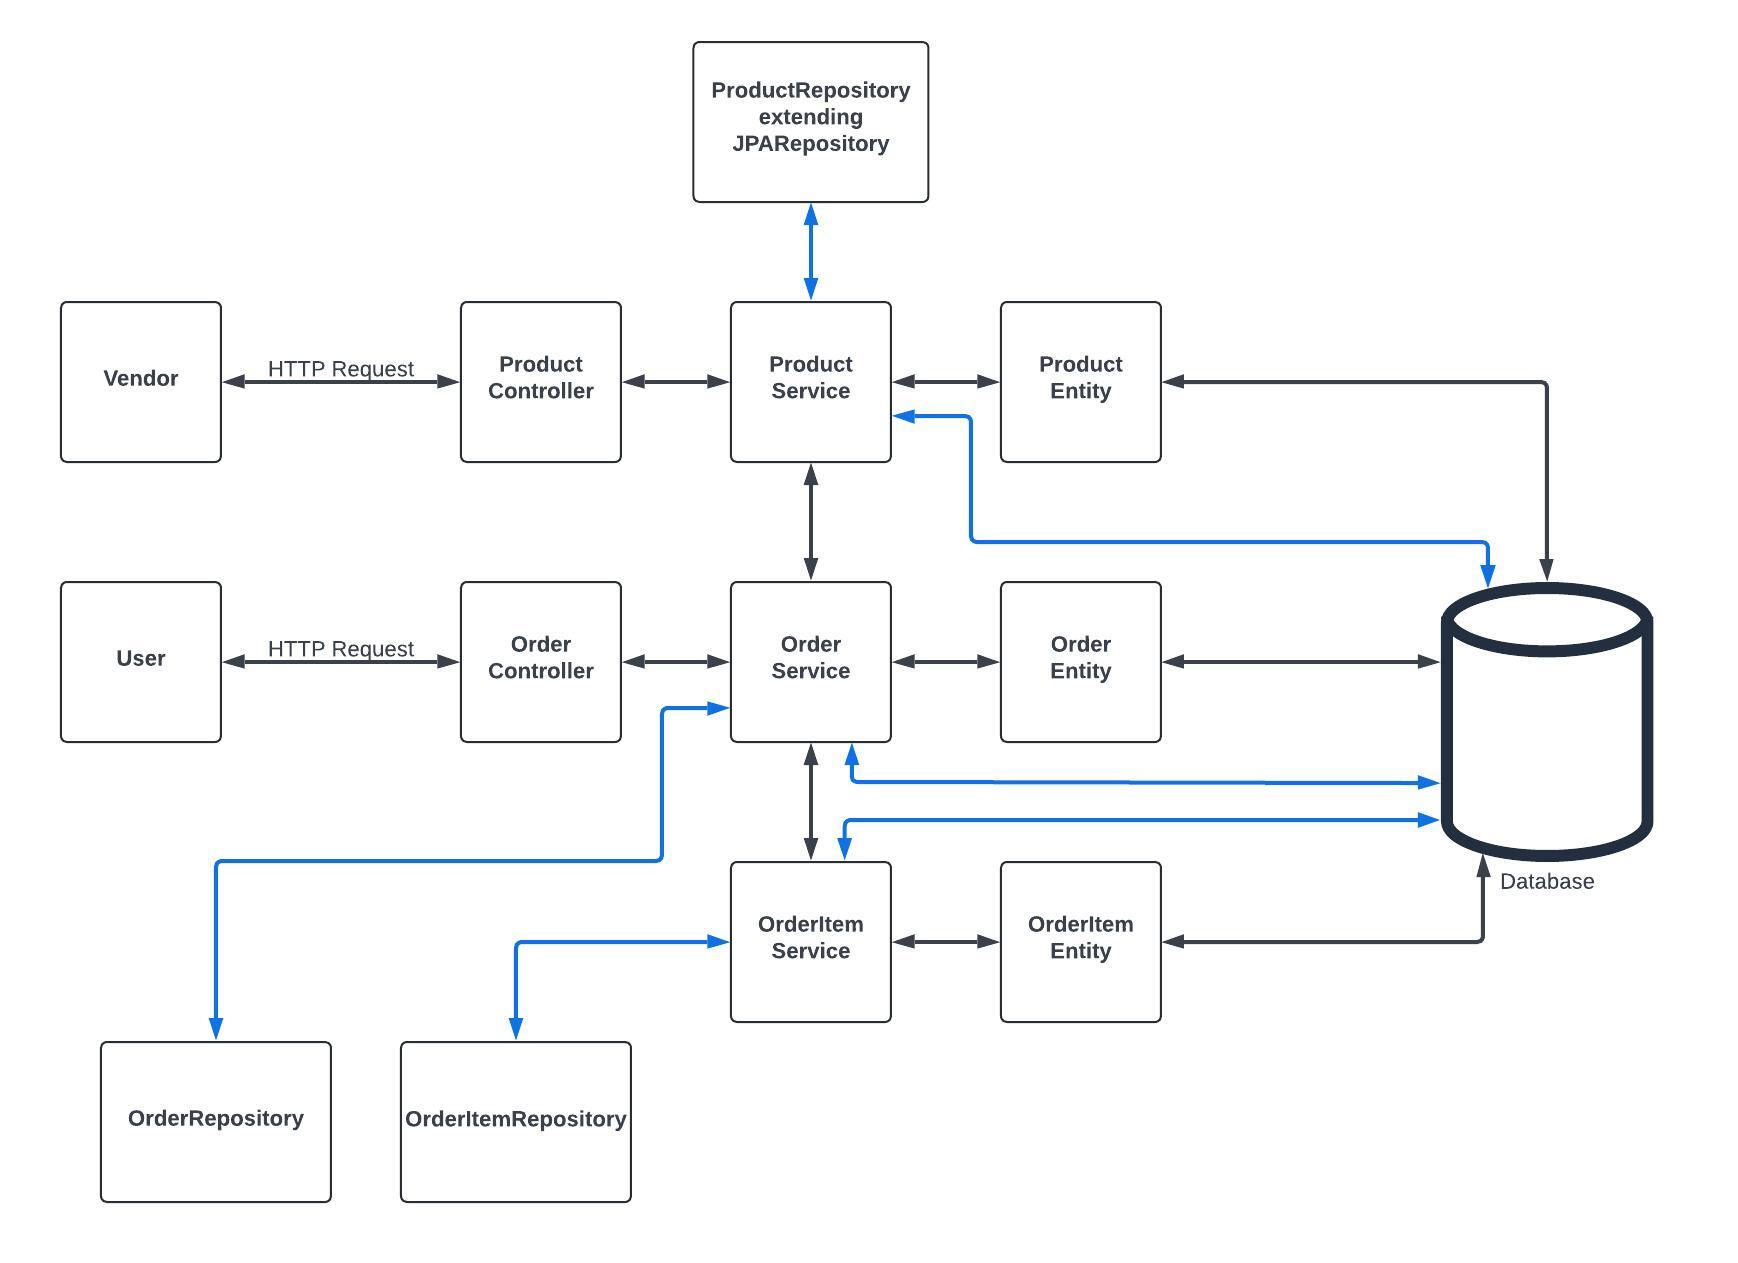 ProductRepository
extending
JPARepository
Vendor
HTTP Request
Product
Controller
Product
Service
Product
Entity
User
HTTP Request
Order
Controller
Order
Service
Order
Entity
Database
OrderItem
Service
OrderItem
Entity
OrderRepository
OrderItemRepository